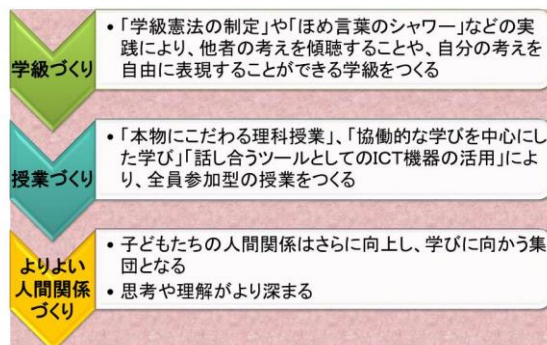 学級づくり
•「学級憲法の制定」や「ほめ言葉のシャワー」などの実
践により、他者の考えを傾聴することや、自分の考えを
自由に表現することができる学級をつくる
授業づくり
•「本物にこだわる理科授業」、「協働的な学びを中心にし
た学び」「話し合うツールとしてのICT機器の活用」によ
り、全員参加型の授業をつくる
よりよい
人間関係
づくり
•子どもたちの人間関係はさらに向上し、学びに向かう集
団となる
•思考や理解がより深まる